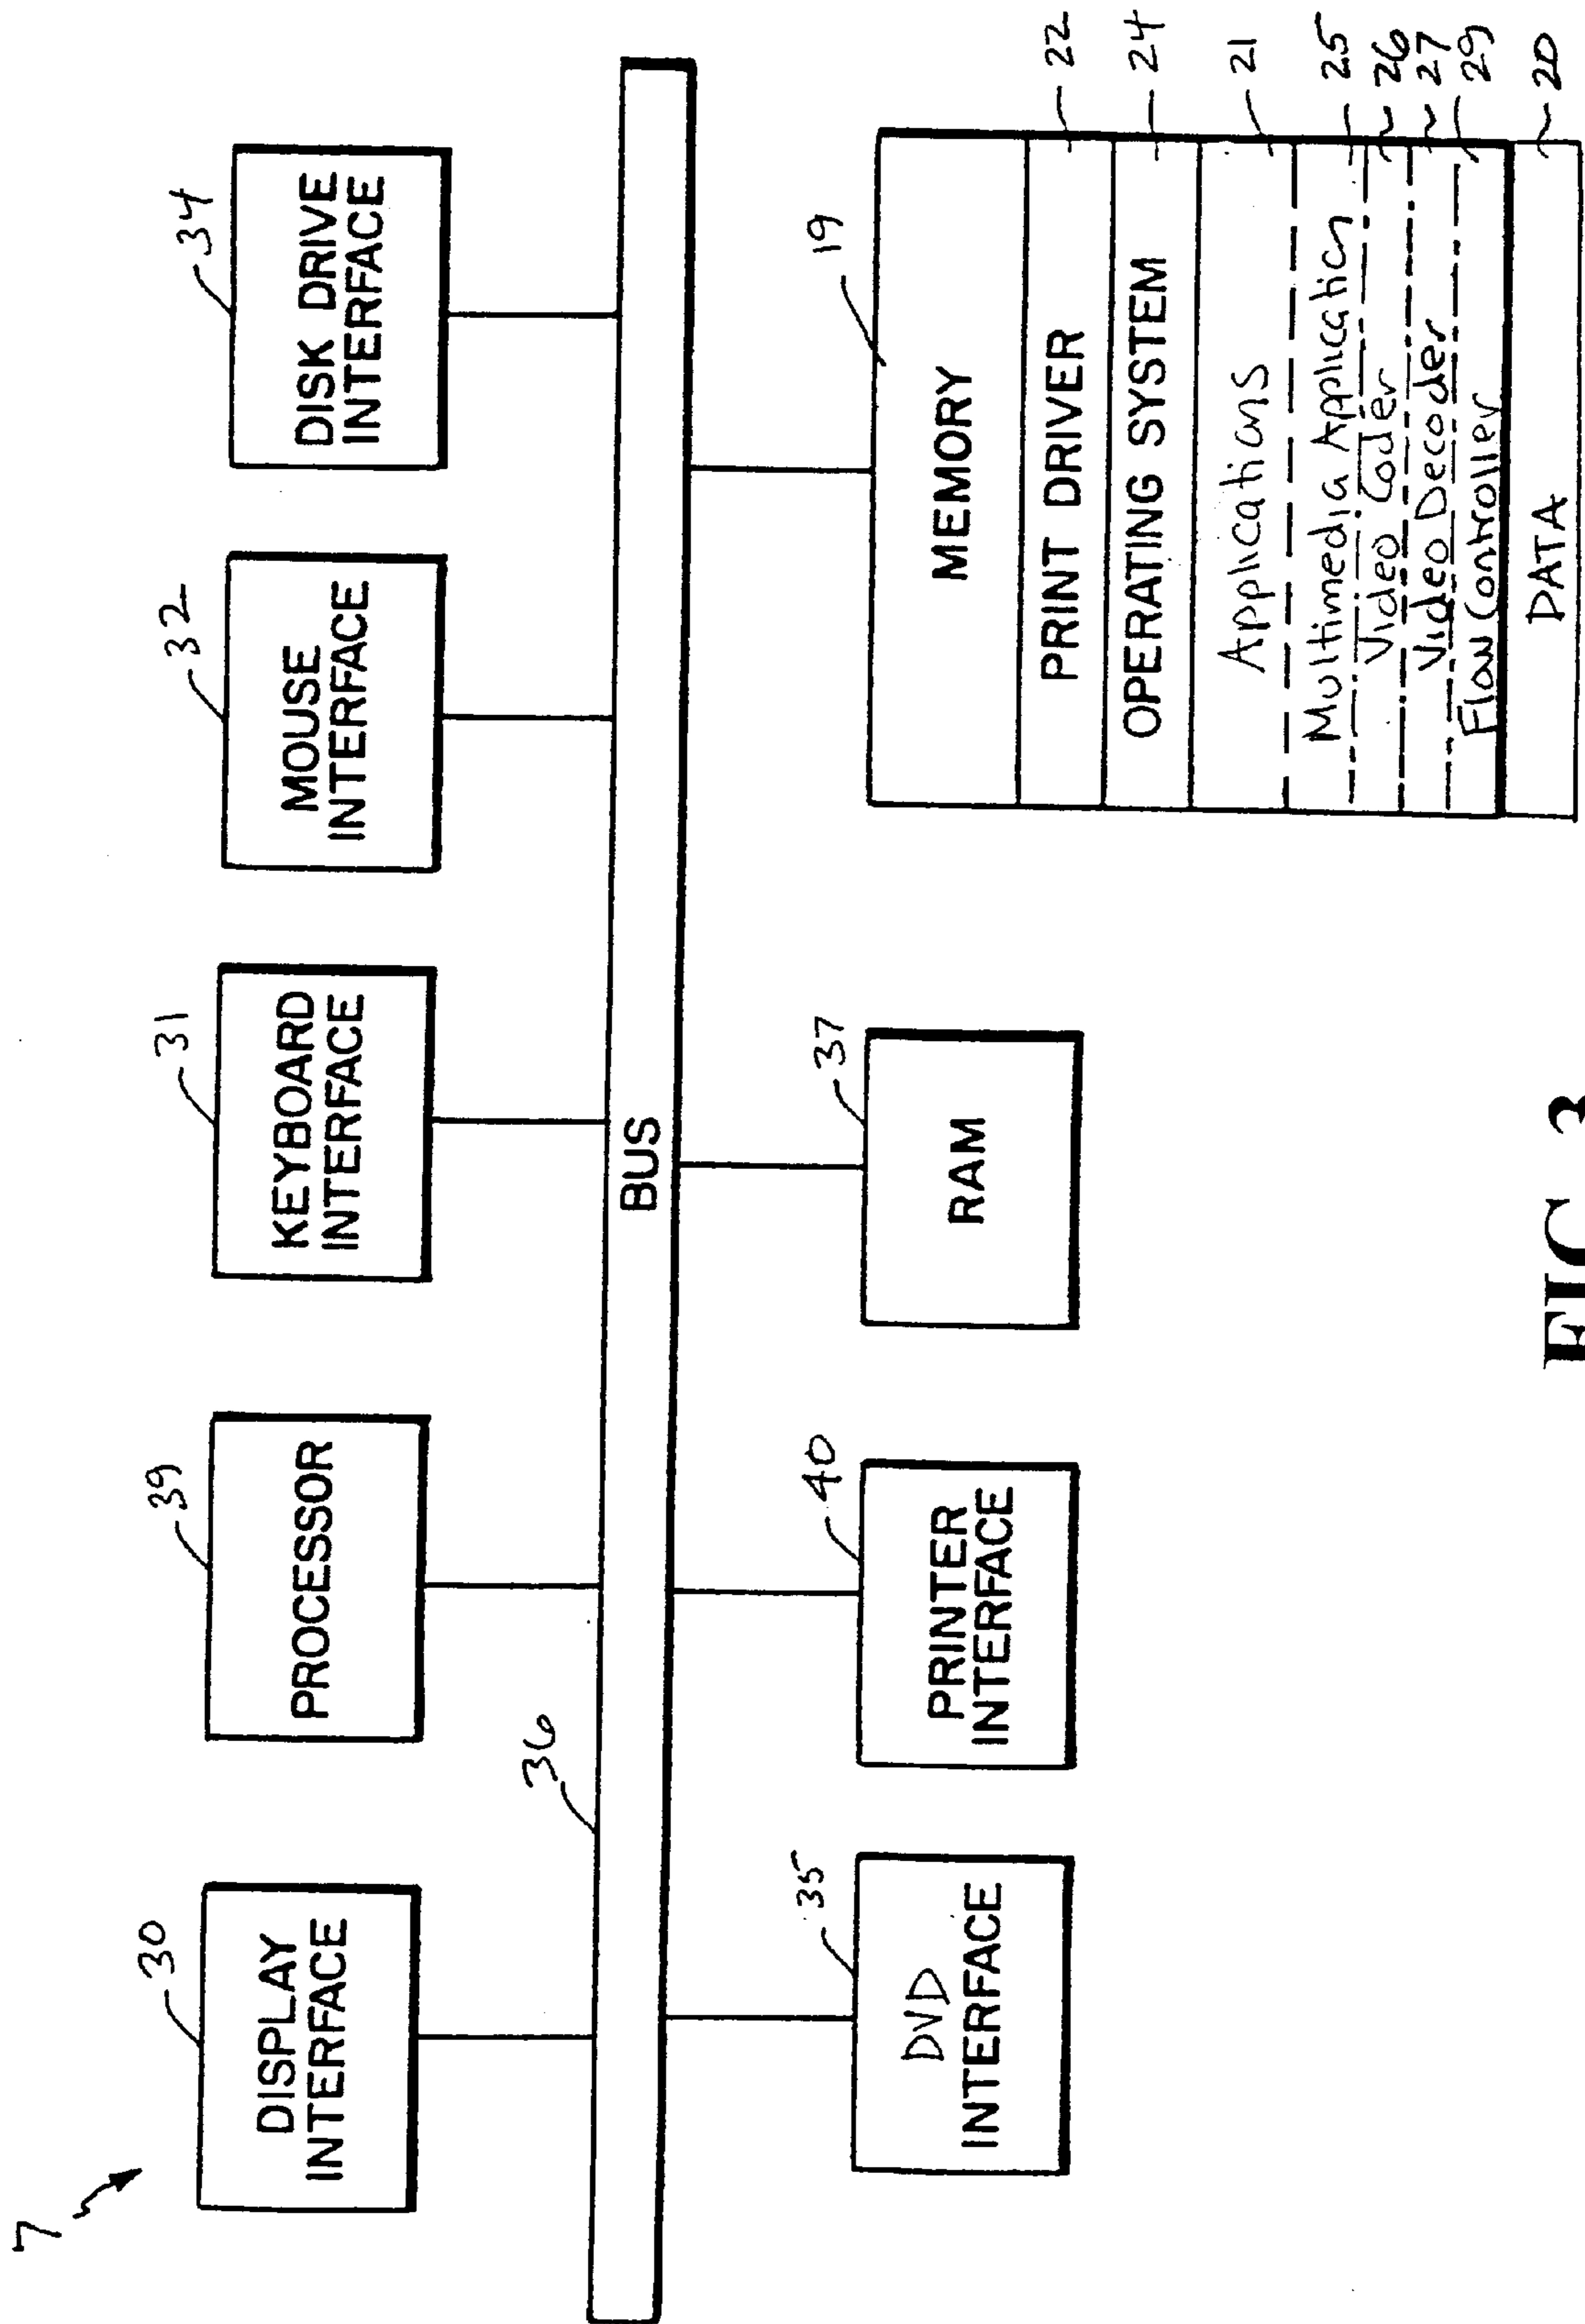 7
30
DISPLAY
INTERFACE
39
PROCESSOR
31
KEYBOARD
INTERFACE
32
MOUSE
INTERFACE
34
DISK DRIVE
INTERFACE
36
BUS
35
DVD
INTERFACE
40
PRINTER
INTERFACE
37
RAM
19
MEMORY
PRINT DRIVER
22
OPERATING SYSTEM
24
Applications
21
Multimedia Application
25
Video Coder
26
Video Decoder
27
Flow Controller
29
DATA
20
FIG. 3